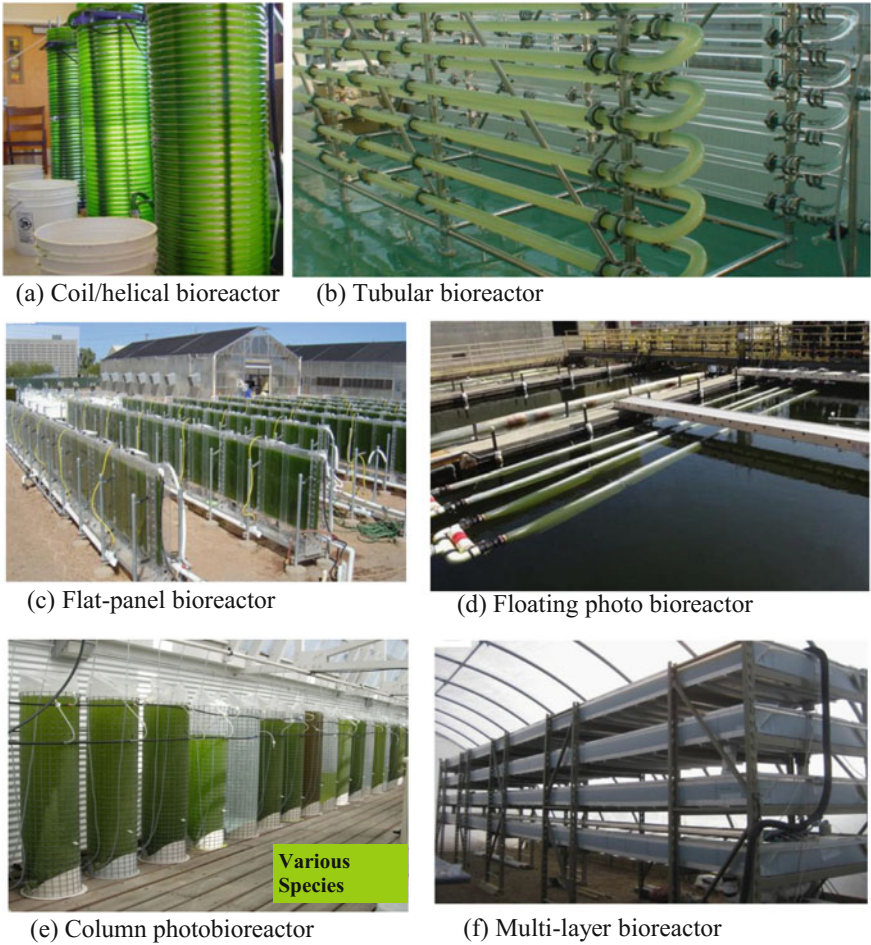 (a) Coil/helical bioreactor
(b) Tubular bioreactor
(c) Flat-panel bioreactor
(d) Floating photo bioreactor
Various
Species
(e) Column photobioreactor
(f) Multi-layer bioreactor